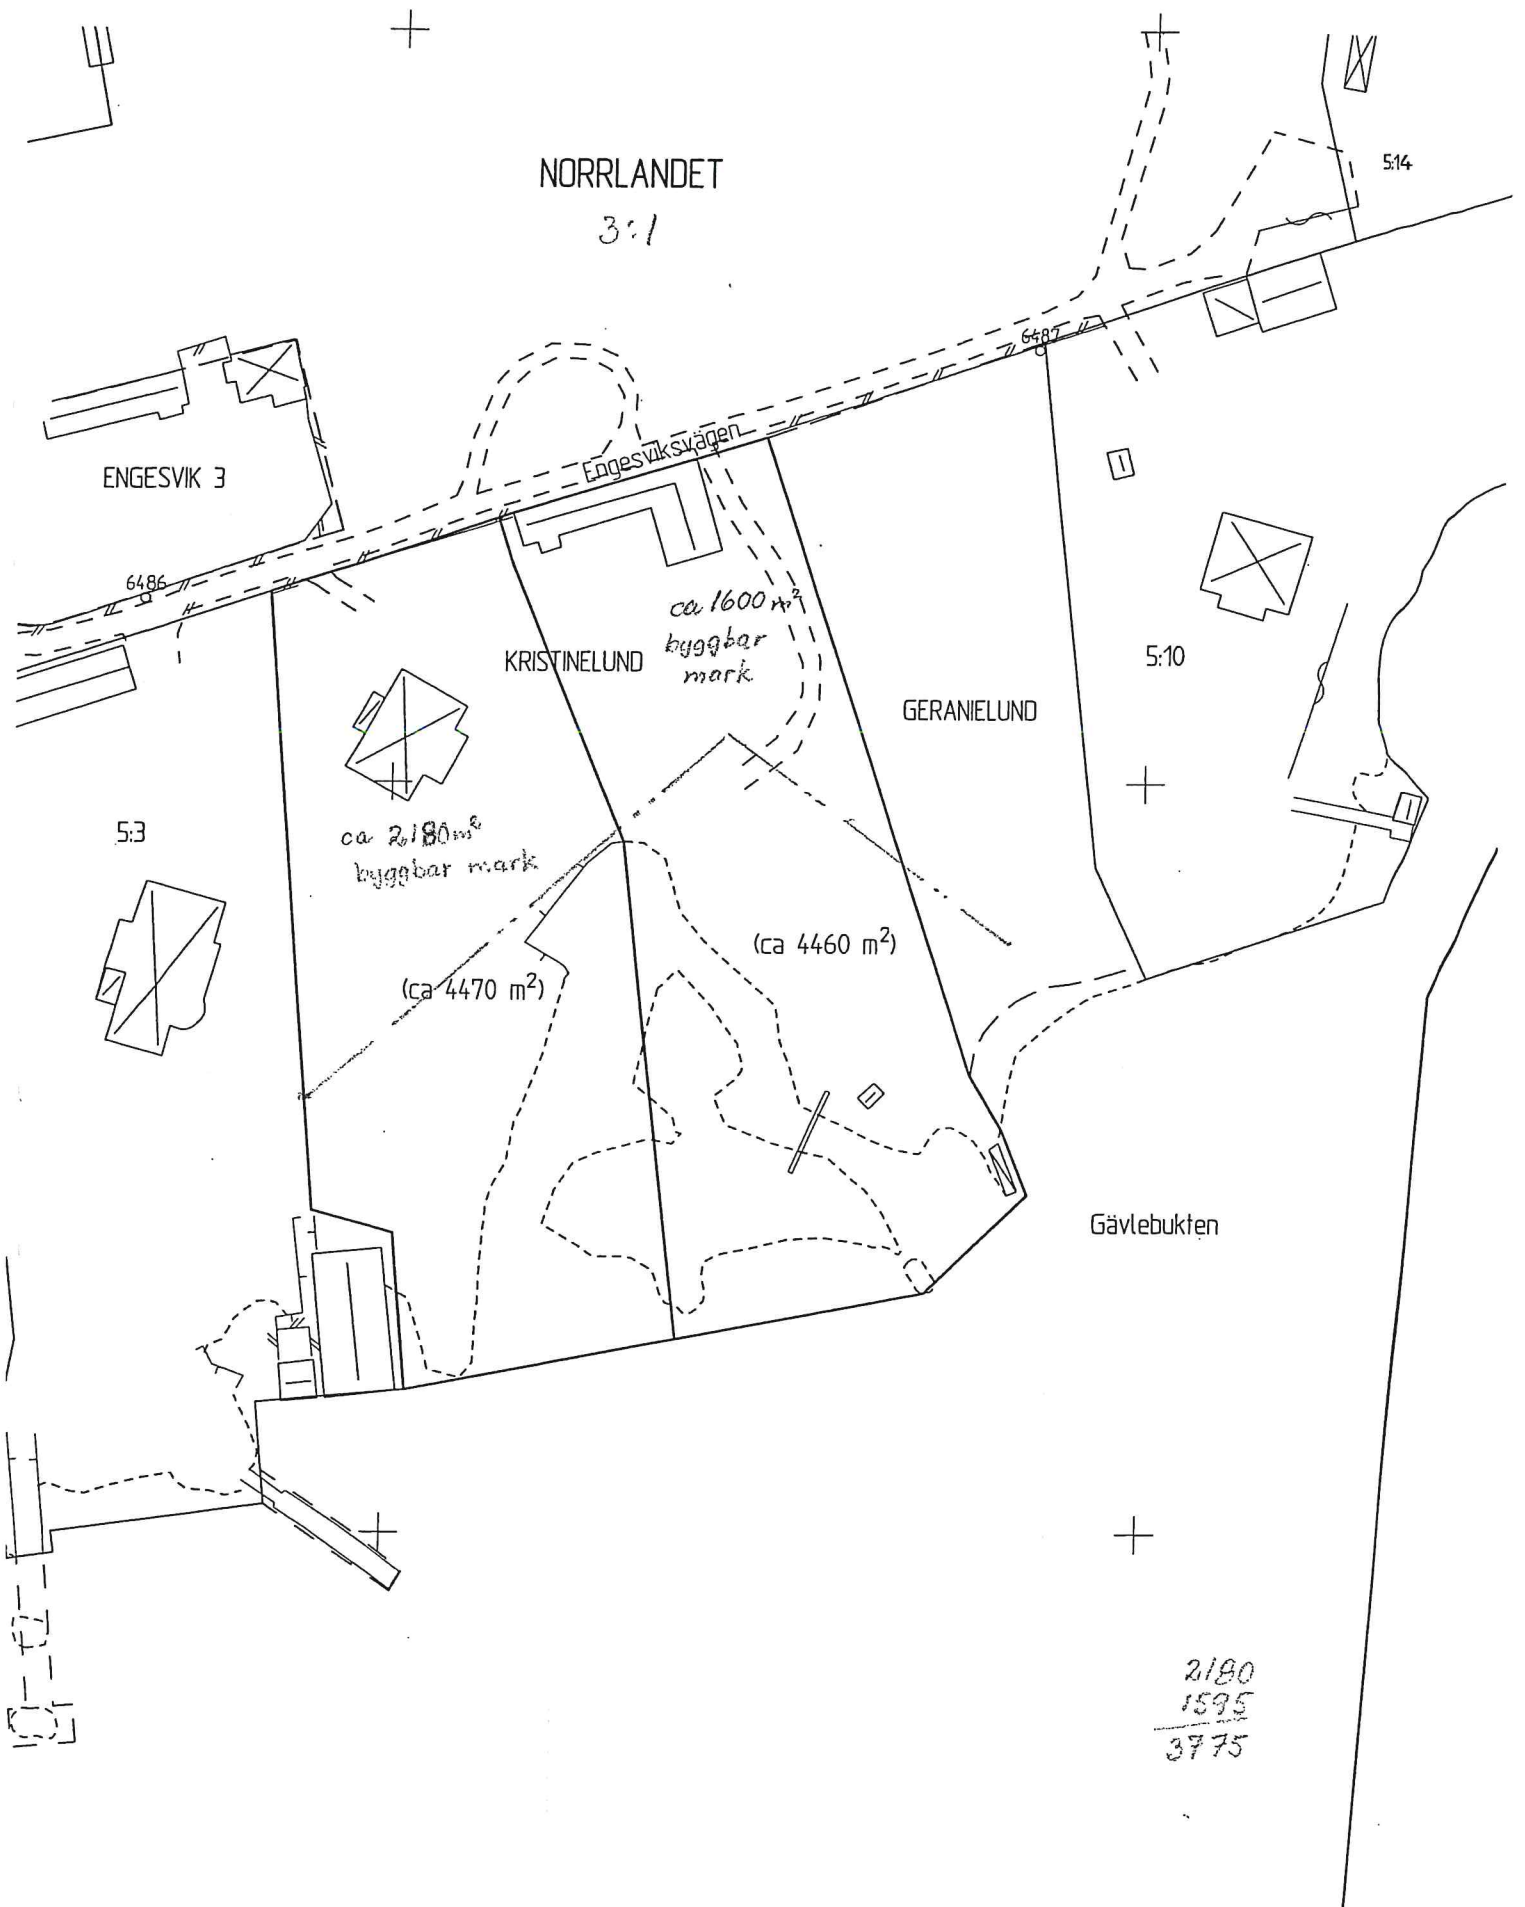 NORRLANDET
3:1
5:14
6487
Engesviksvägen
ENGESVIK 3
6486
ca 1600 m²
byggbar
mark
KRISTINELUND
5:10
GERANIELUND
5:3
ca 2180 m²
byggbar mark
(ca 4460 m²)
(ca 4470 m²)
Gävlebukten
2180
1595
3775